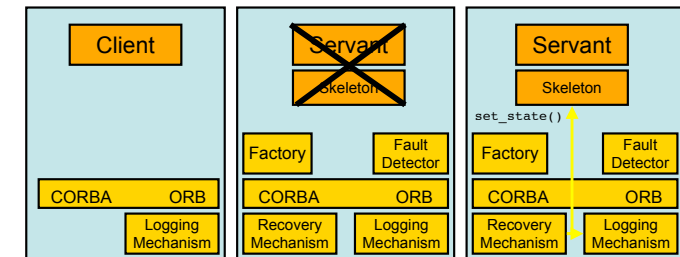 Client
CORBA ORB
Logging
Mechanism
Servant
Skeleton
Factory
Fault
Detector
CORBA ORB
Recovery
Mechanism
Logging
Mechanism
Servant
Skeleton
set_state()
Factory
Fault
Detector
CORBA ORB
Recovery
Mechanism
Logging
Mechanism